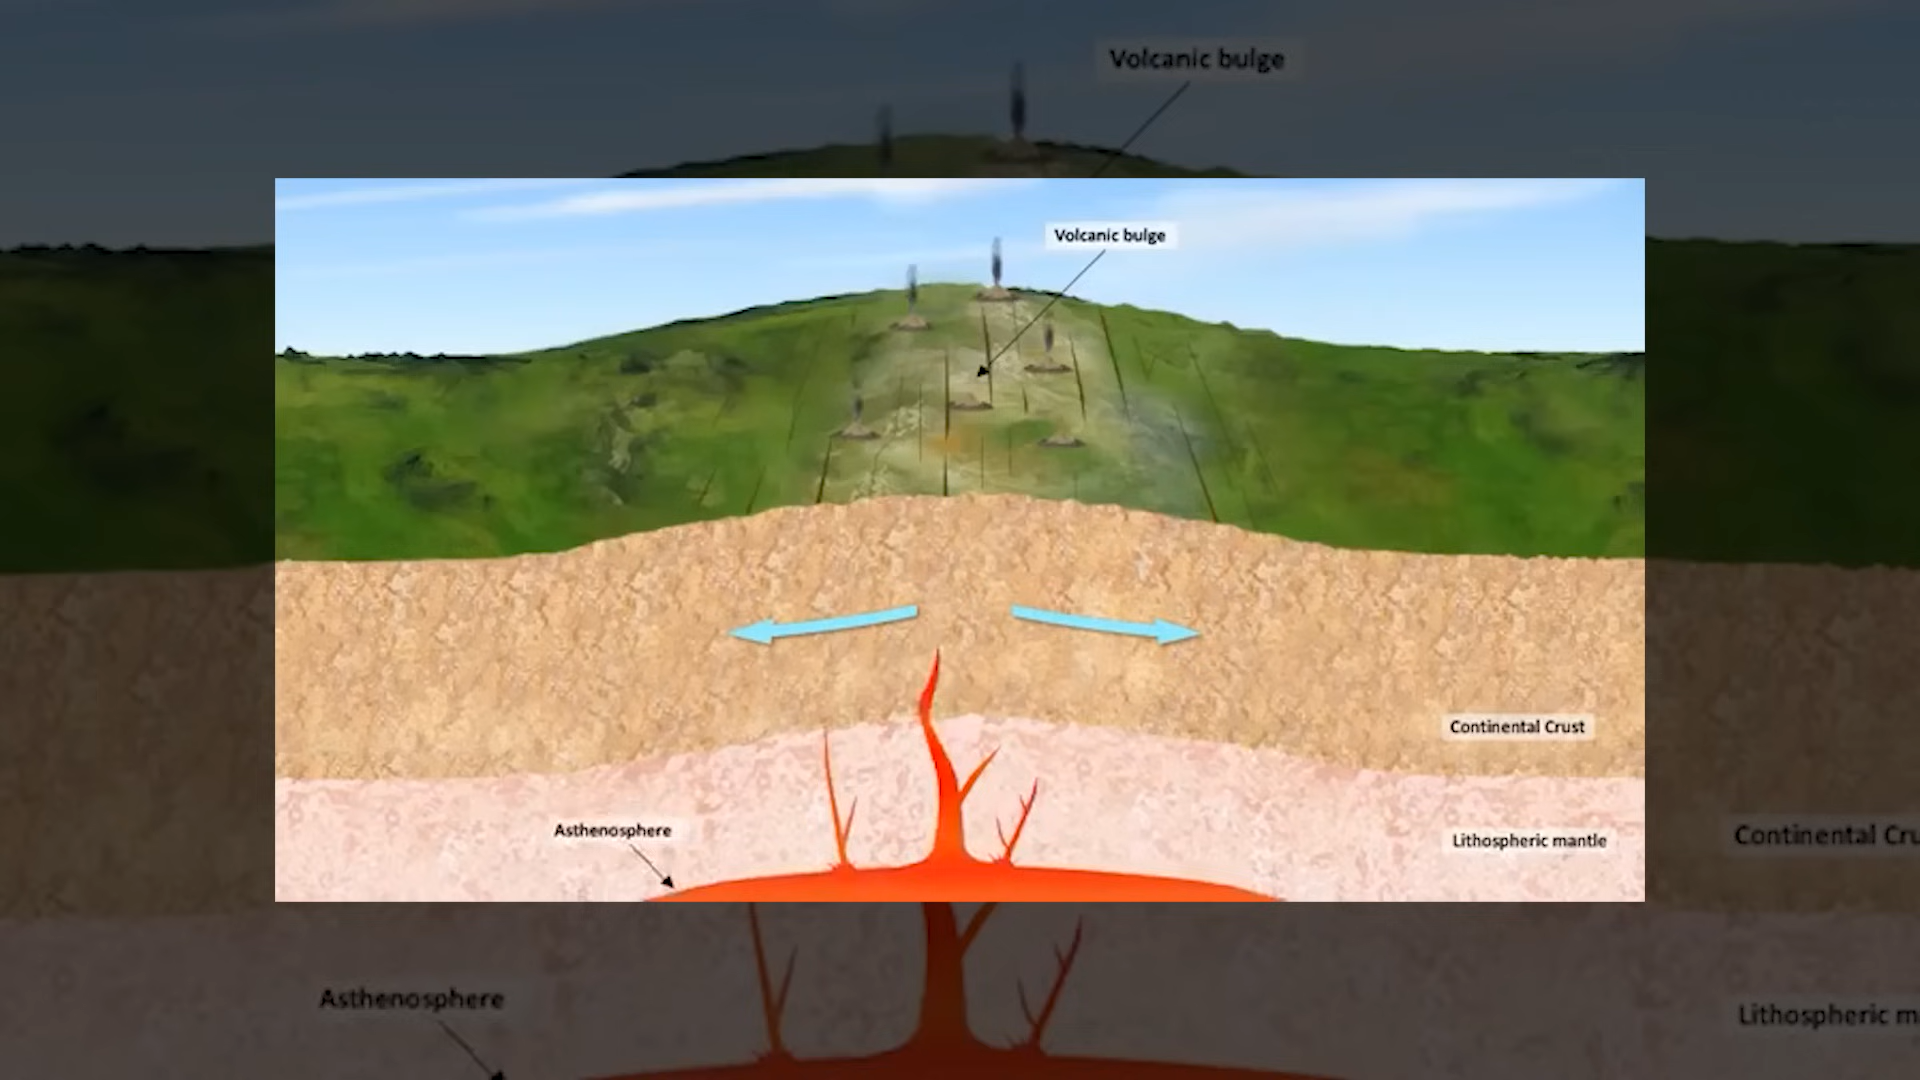 Volcanic bulge
Volcanic bulge
Continental Crust
Asthenosphere
Lithospheric mantle
Continental Cru
Asthenosphere
Lithospheric m